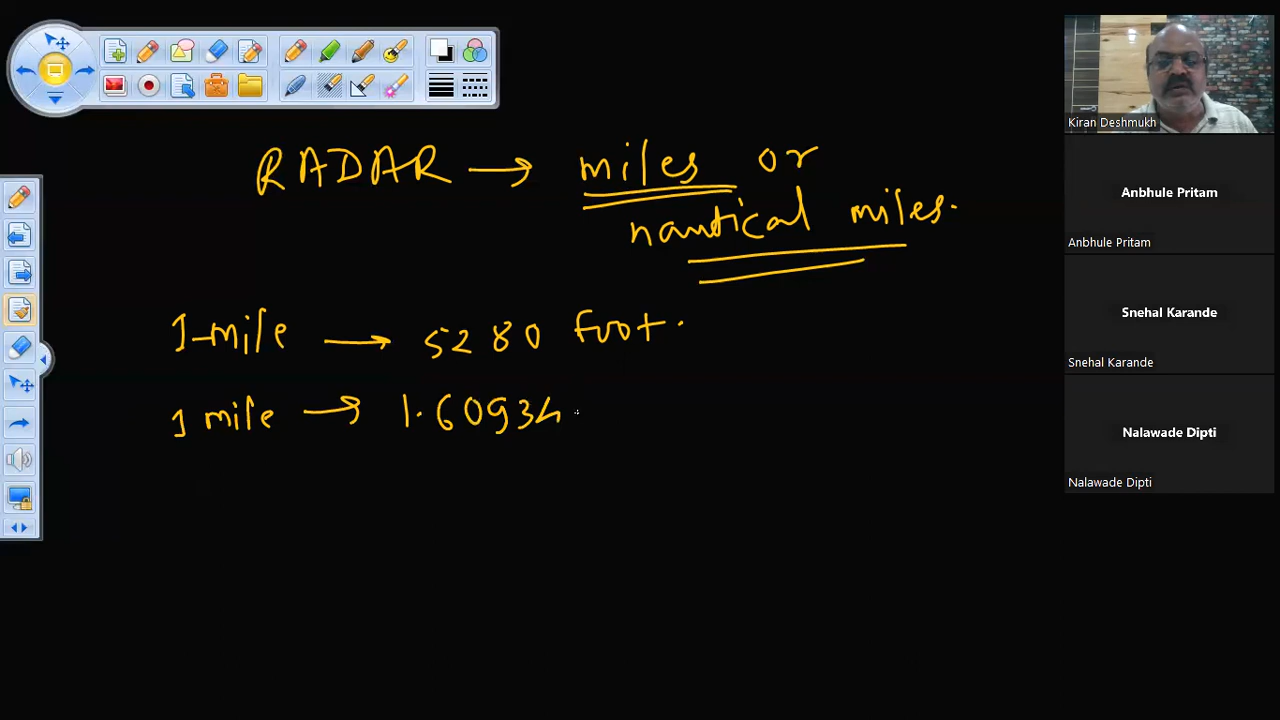 RADAR → miles or
nautical miles.
1-mile → 5280 foot.
1 mile → 1.60934
Kiran Deshmukh
Anbhule Pritam
Anbhule Pritam
Snehal Karande
Snehal Karande
Nalawade Dipti
Nalawade Dipti